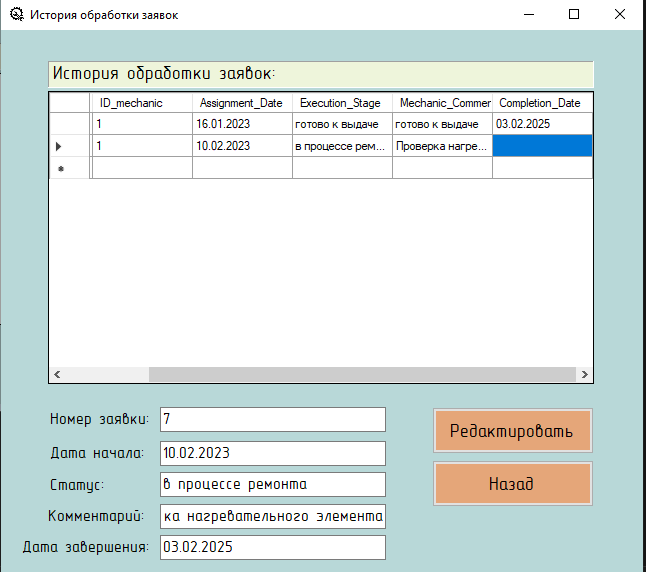 История обработки заявок
История обработки заявок:
ID_mechanic Assignment_Date Execution_Stage Mechanic_Commer Completion_Date
1 16.01.2023 готово к выдаче готово к выдаче 03.02.2025
1 10.02.2023 в процессе рем... Проверка нагре...
Номер заявки: 7
Редактировать
Дата начала: 10.02.2023
Статус: в процессе ремонта
Назад
Комментарий: ка нагревательного элемента
Дата завершения: 03.02.2025